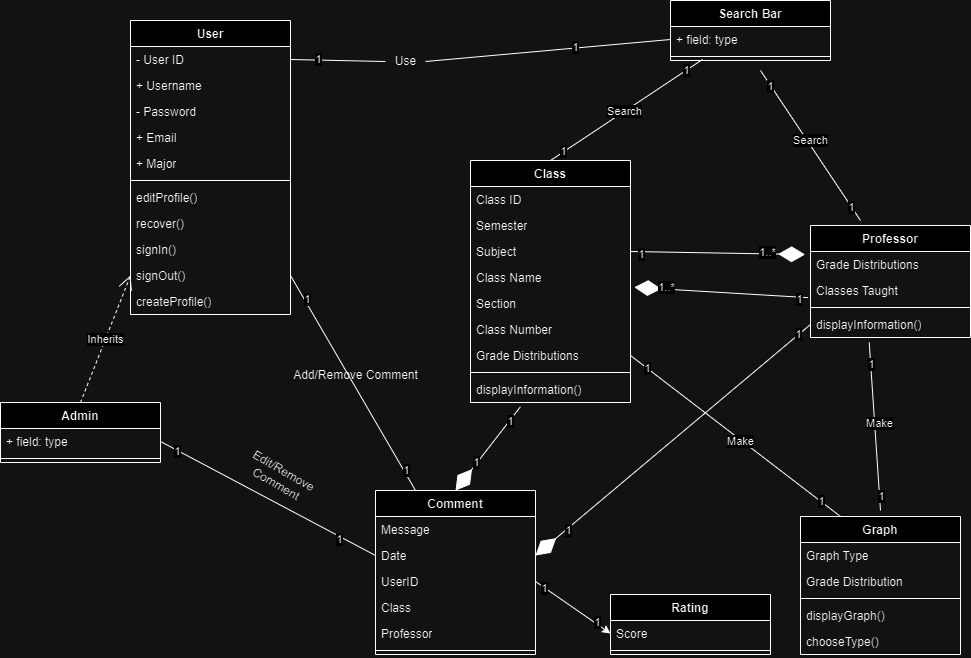 Search Bar
+ field: type
User
- User ID
+ Username
- Password
+ Email
+ Major
editProfile()
recover()
signIn()
signOut()
createProfile()
1
Use
1
1
Search
1
1
Search
1
Class
Class ID
Semester
Subject
Class Name
Section
Class Number
Grade Distributions
displayInformation()
Professor
Grade Distributions
Classes Taught
displayInformation()
1
1..*
1..*
1
Inherits
Admin
+ field: type
1
Add/Remove Comment
1
1
Edit/Remove
Comment
1
1
1
1
1
1
Make
1
1
Make
1
Comment
Message
Date
UserID
Class
Professor
1
1
Rating
Score
Graph
Graph Type
Grade Distribution
displayGraph()
chooseType()